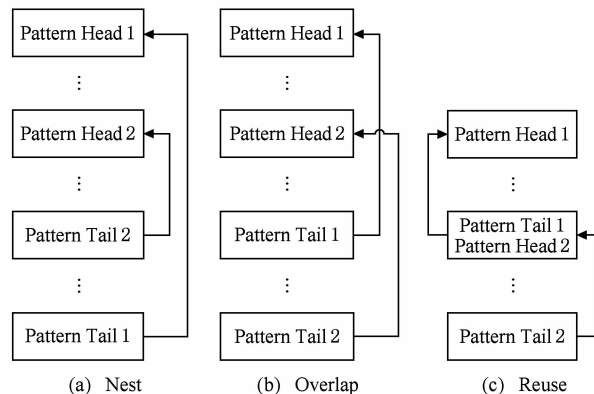 Pattern Head 1
⋮
Pattern Head 2
⋮
Pattern Tail 2
⋮
Pattern Tail 1
(a) Nest
Pattern Head 1
⋮
Pattern Head 2
⋮
Pattern Tail 1
⋮
Pattern Tail 2
(b) Overlap
Pattern Head 1
⋮
Pattern Tail 1
Pattern Head 2
⋮
Pattern Tail 2
(c) Reuse